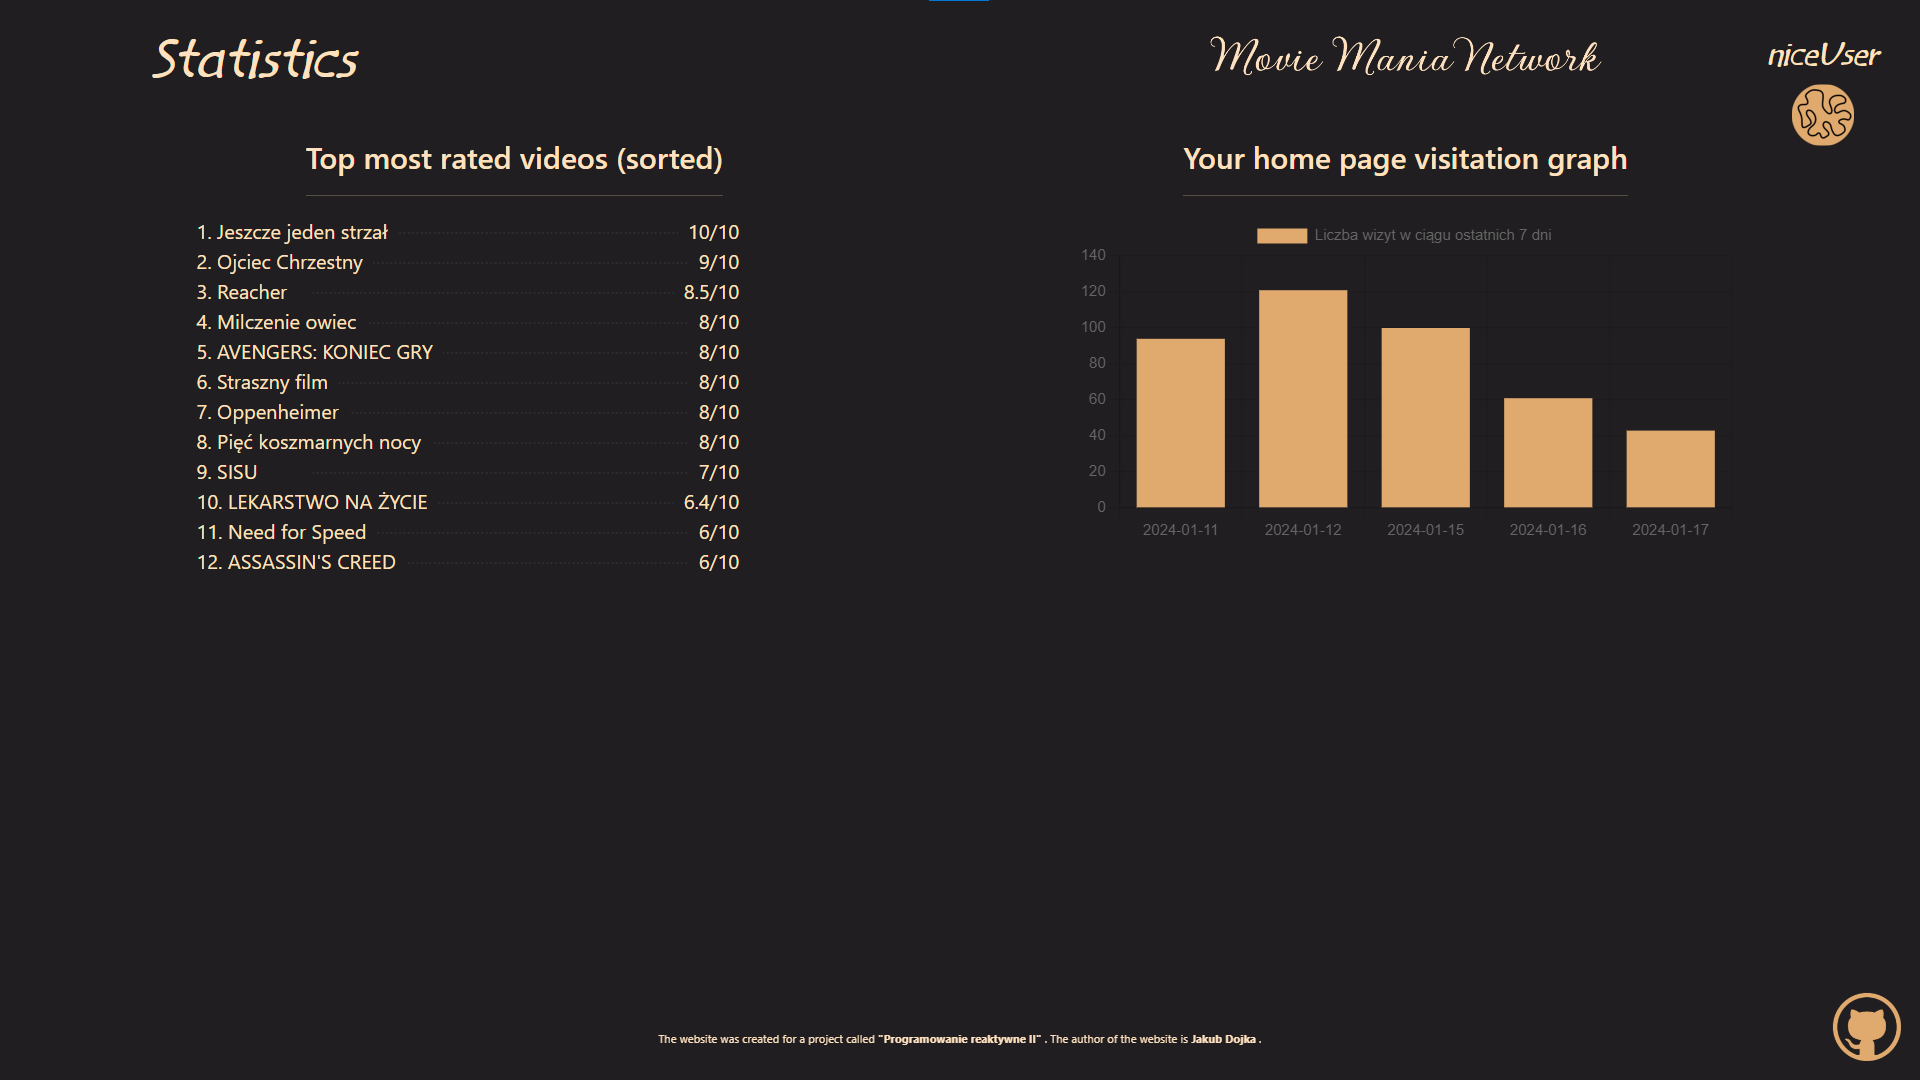 Statistics
Movie Mania Network
niceUser
Top most rated videos (sorted)
1. Jeszcze jeden strzał 10/10
2. Ojciec Chrzestny 9/10
3. Reacher 8.5/10
4. Milczenie owiec 8/10
5. AVENGERS: KONIEC GRY 8/10
6. Straszny film 8/10
7. Oppenheimer 8/10
8. Pięć koszmarnych nocy 8/10
9. SISU 7/10
10. LEKARSTWO NA ŻYCIE 6.4/10
11. Need for Speed 6/10
12. ASSASSIN'S CREED 6/10
Your home page visitation graph
Liczba wizyt w ciągu ostatnich 7 dni
140
120
100
80
60
40
20
0
2024-01-11 2024-01-12 2024-01-15 2024-01-16 2024-01-17
The website was created for a project called "Programowanie reaktywne II" . The author of the website is Jakub Dojka .